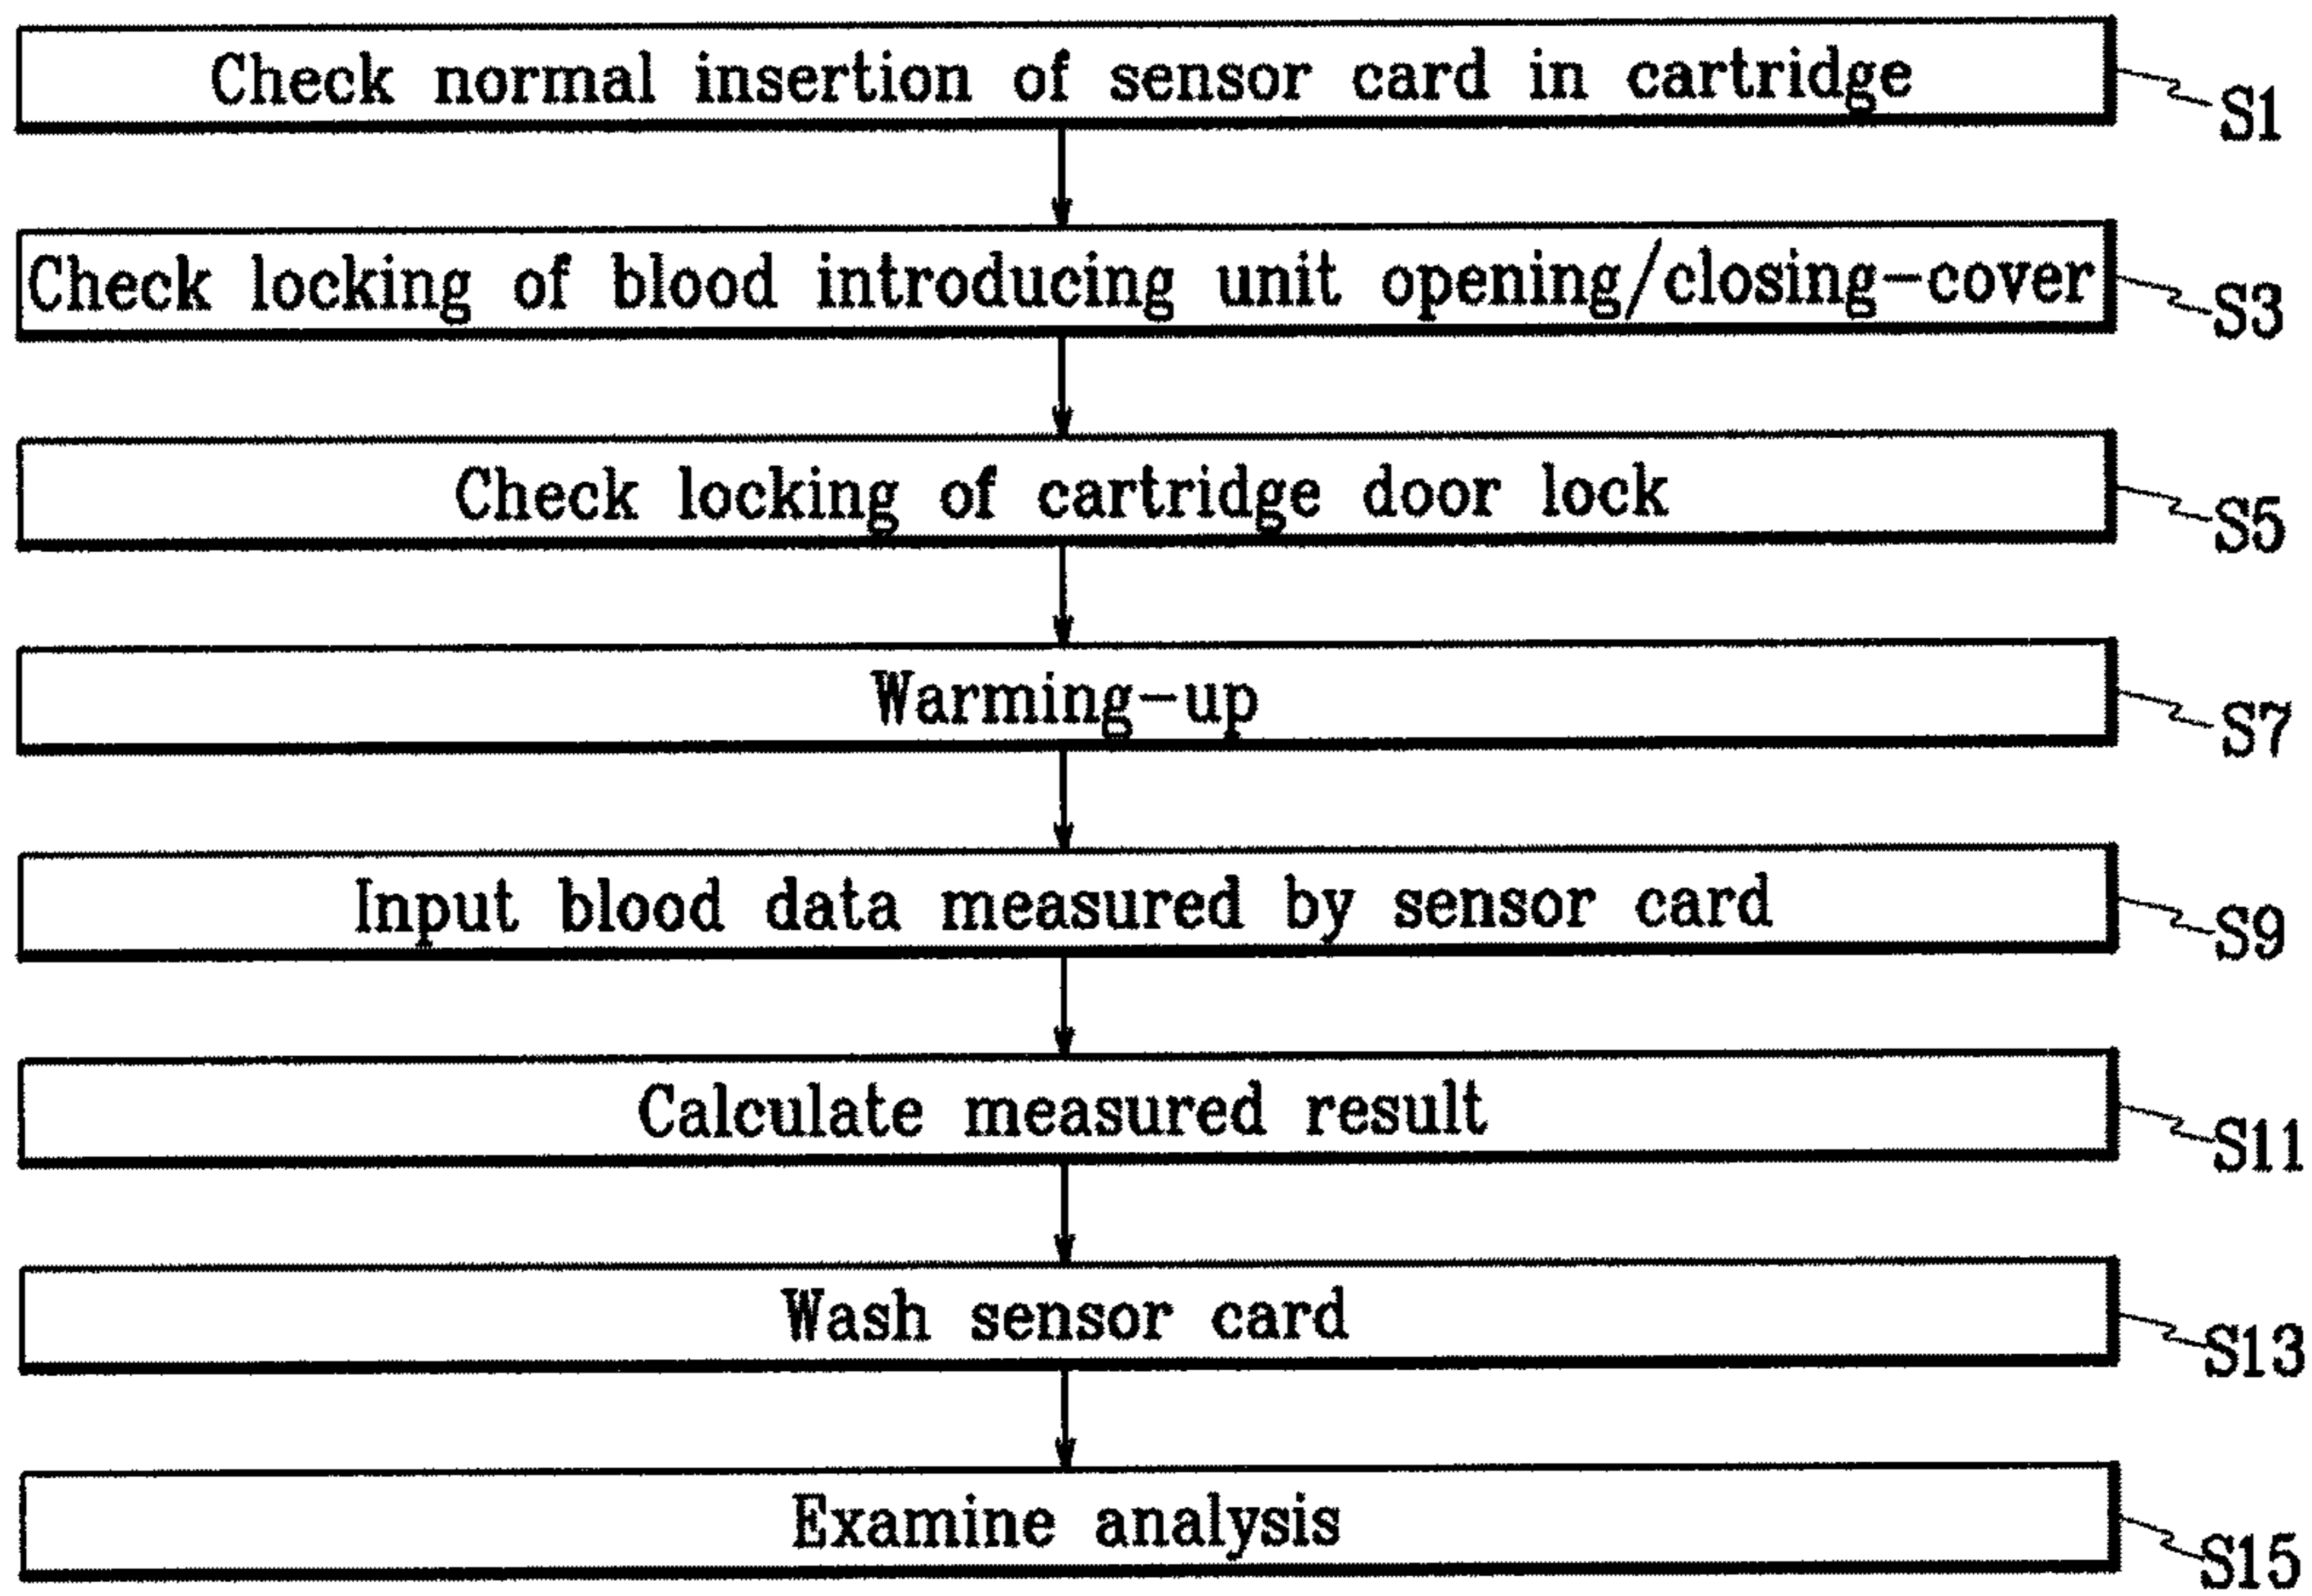 Check normal insertion of sensor card in cartridge
S1
Check locking of blood introducing unit opening/closing-cover
S3
Check locking of cartridge door lock
S5
Warming-up
S7
Input blood data measured by sensor card
S9
Calculate measured result
S11
Wash sensor card
S13
Examine analysis
S15